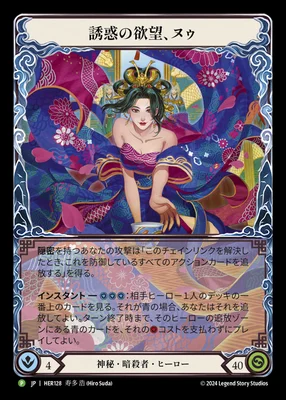 誘惑の欲望、ヌゥ
隠密を持つあなたの攻撃は「このチェインリンクを解決し
たとき、これを防御しているすべてのアクションカードを追
放する」を得る。
インスタント ー :相手ヒーロー1人のデッキの
一番上のカードを見る。それが青の場合、あなたはそれを
追放してよい。ターン終了時まで、そのヒーローの追放ゾー
ンにある青のカードを、それのコストを支払わずにプレ
イしてよい。
4
神秘・暗殺者・ヒーロー
40
P JP | HER128 寿多 浩 (Hiro Suda)
© 2024 Legend Story Studios